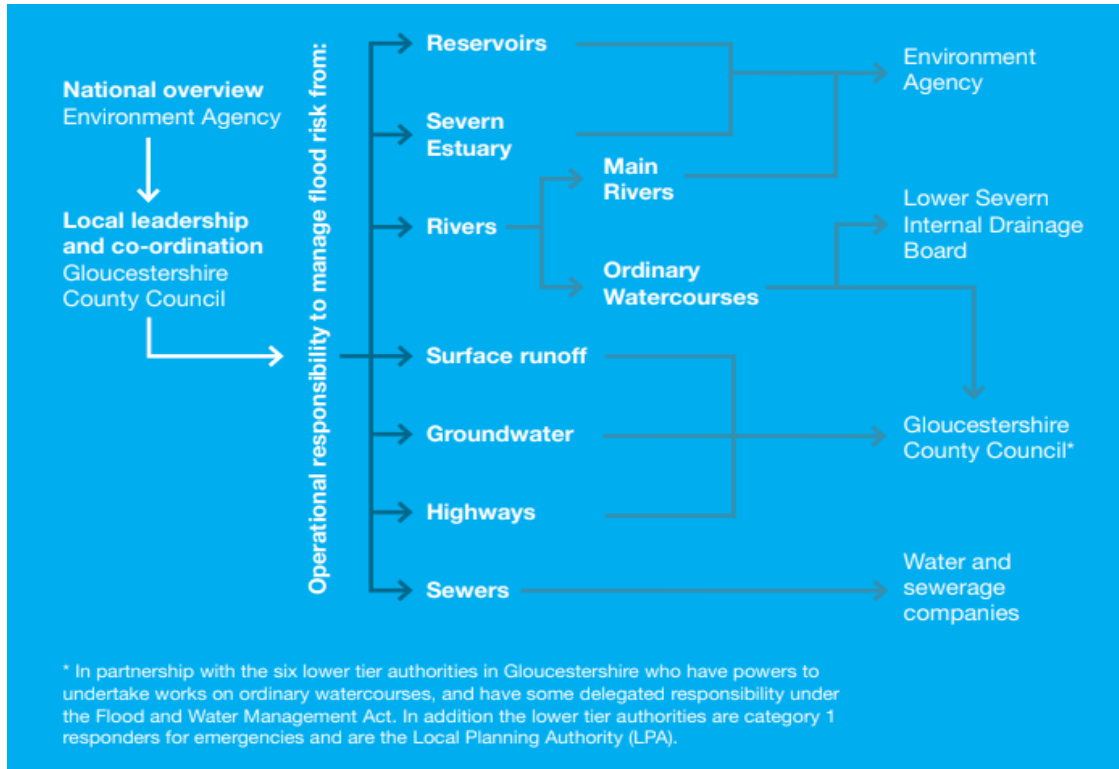 National overview
Environment Agency
Local leadership
and co-ordination
Gloucestershire
County Council
Operational responsibility to manage flood risk from:
Reservoirs
Severn
Estuary
Rivers
Main
Rivers
Ordinary
Watercourses
Surface runoff
Groundwater
Highways
Sewers
Environment
Agency
Lower Severn
Internal Drainage
Board
Gloucestershire
County Council*
Water and
sewerage
companies
* In partnership with the six lower tier authorities in Gloucestershire who have powers to
undertake works on ordinary watercourses, and have some delegated responsibility under
the Flood and Water Management Act. In addition the lower tier authorities are category 1
responders for emergencies and are the Local Planning Authority (LPA).